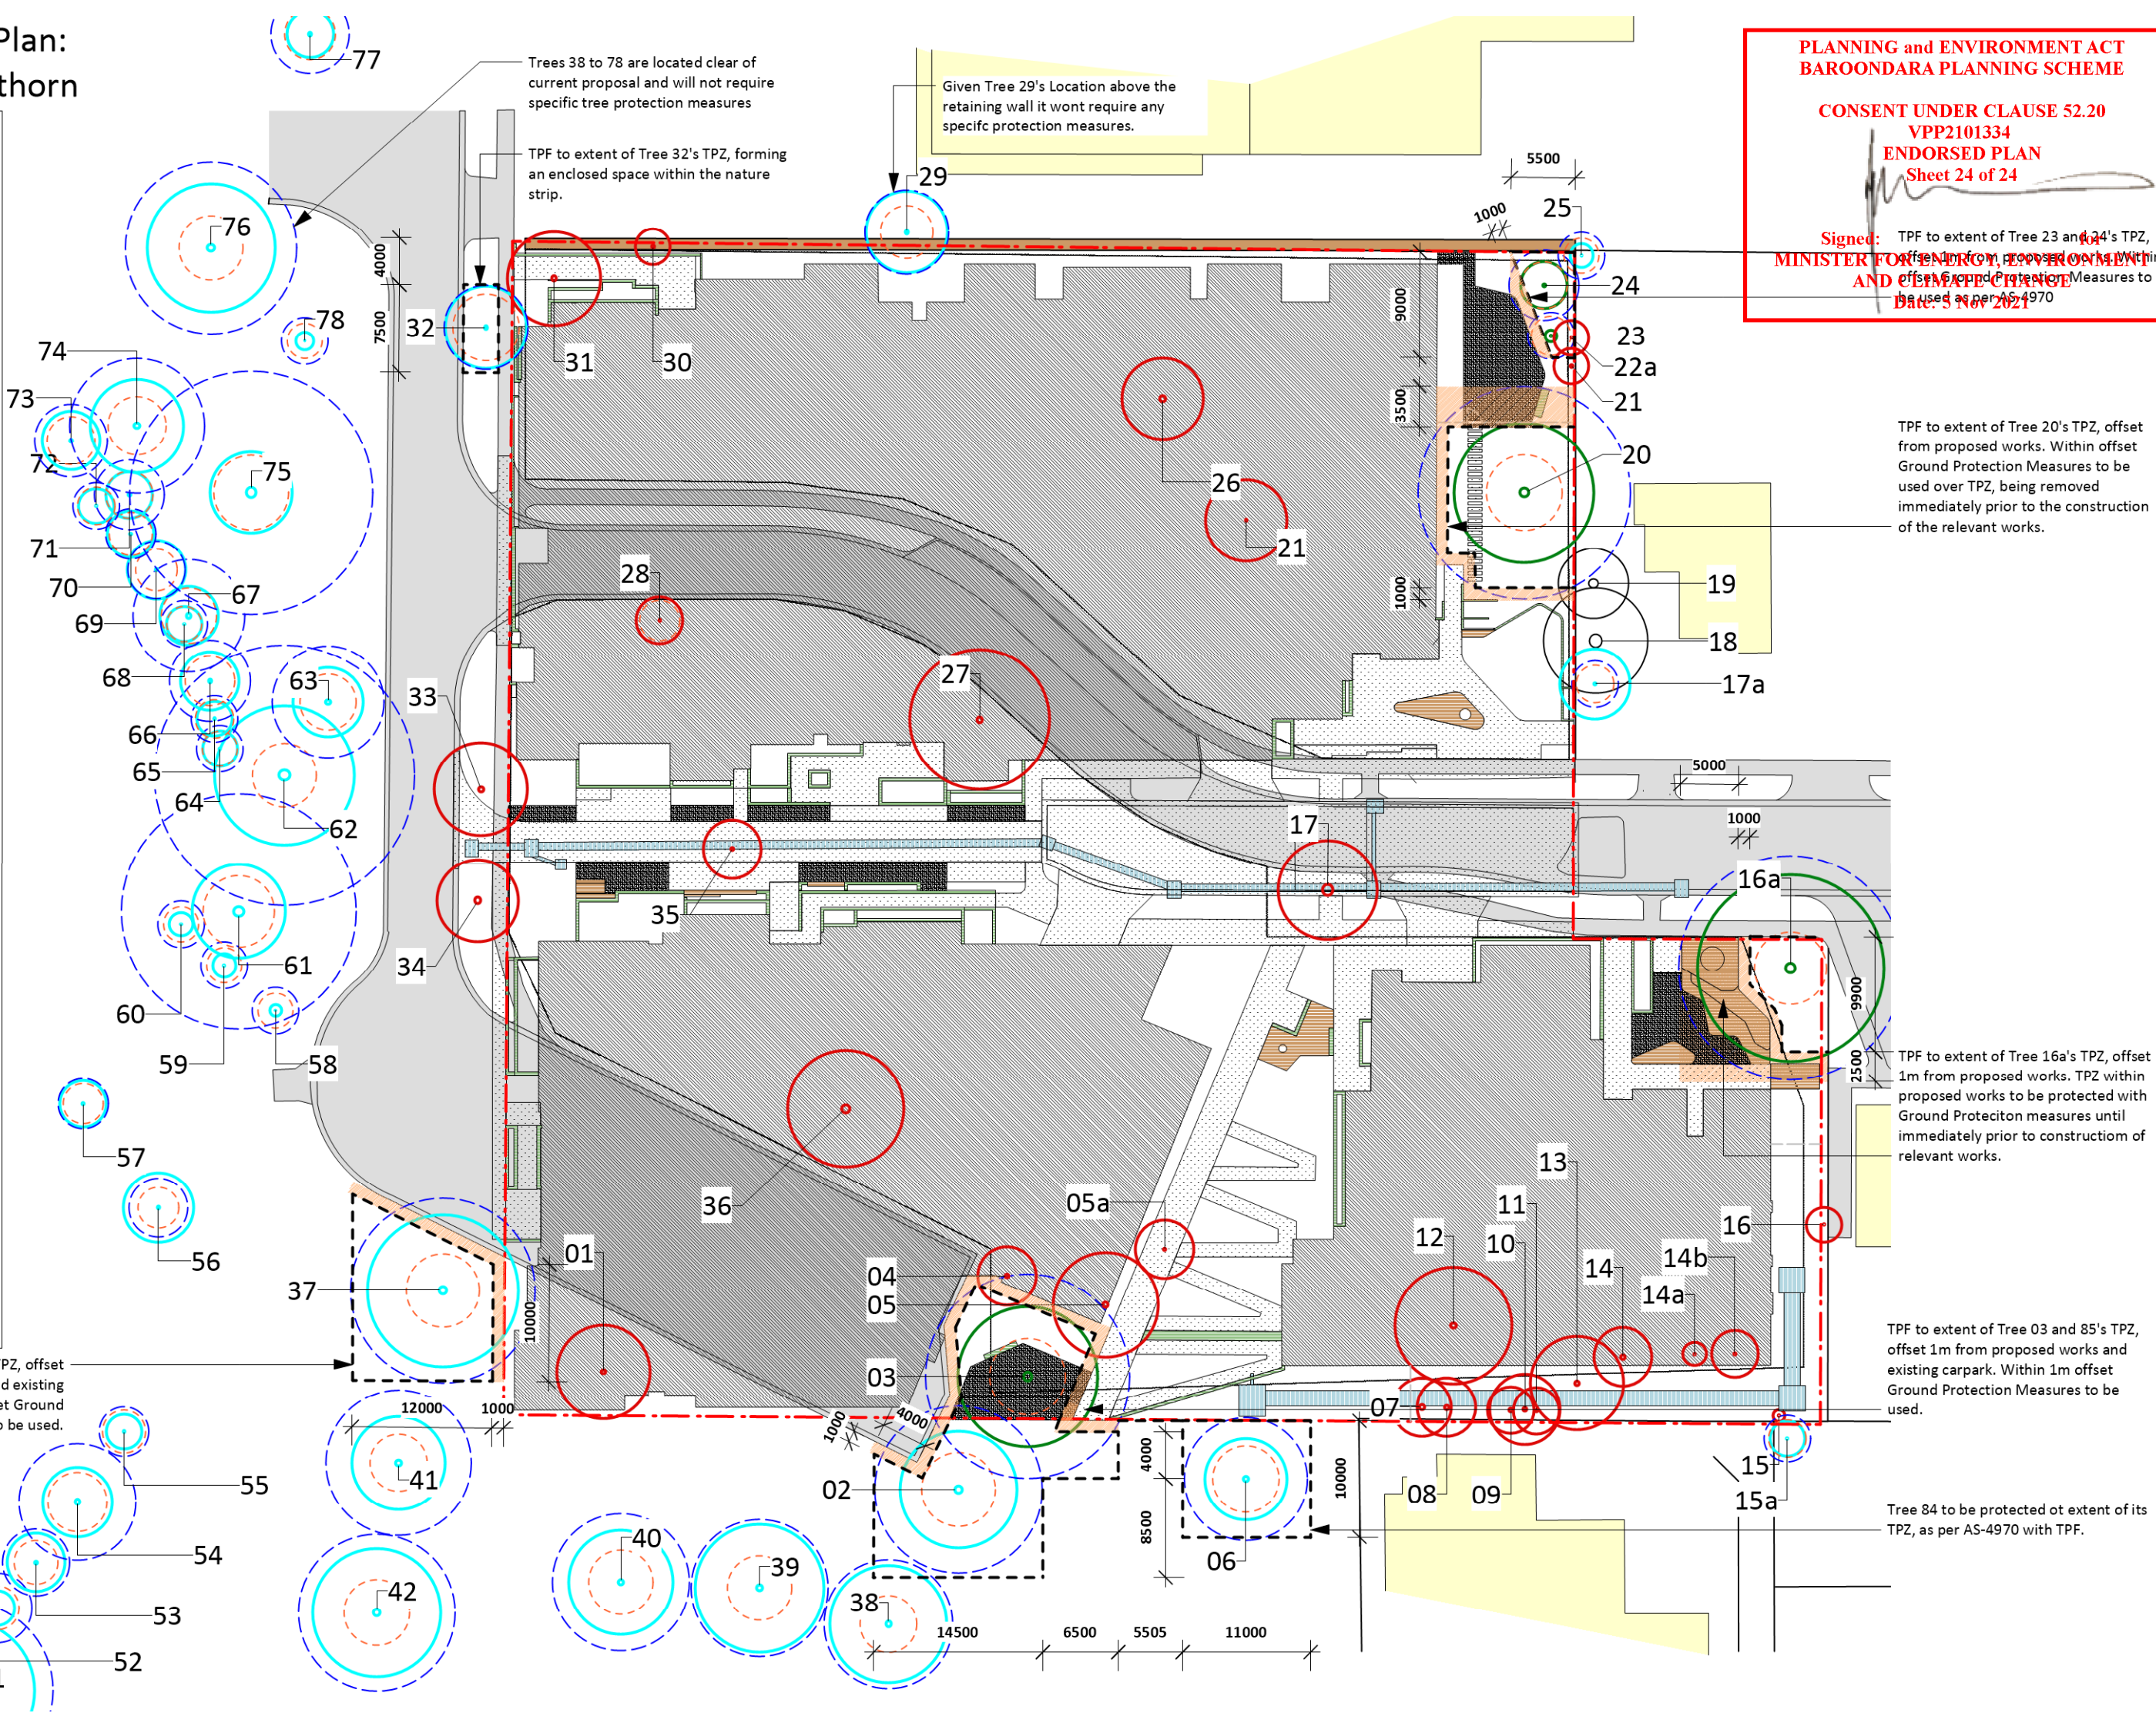 Plan:
thorn
77
Trees 38 to 78 are located clear of
current proposal and will not require
specific tree protection measures
Given Tree 29's Location above the
retaining wall it wont require any
specifc protection measures.
TPF to extent of Tree 32's TPZ, forming
an enclosed space within the nature
strip.
PLANNING and ENVIRONMENT ACT
BAROONDARA PLANNING SCHEME
CONSENT UNDER CLAUSE 52.20
VPP2101334
ENDORSED PLAN
Sheet 24 of 24
Signed: for
MINISTER FOR ENERGY, ENVIRONMENT
AND CLIMATE CHANGE
Date: 5 Nov 2021
TPF to extent of Tree 23 and 24's TPZ,
offset 1m from proposed works. Within
offset Ground Protection Measures to
be used as per AS-4970
5500
1000
29
25
76
4000
7500
32
78
24
23
22a
21
9000
3500
31
30
74
73
72
75
26
21
20
TPF to extent of Tree 20's TPZ, offset
from proposed works. Within offset
Ground Protection Measures to be
used over TPZ, being removed
immediately prior to the construction
of the relevant works.
71
70
67
69
28
1000
19
18
17a
68
63
33
27
66
65
64
62
5000
1000
17
16a
35
34
61
60
59
58
9900
2500
TPF to extent of Tree 16a's TPZ, offset
1m from proposed works. TPZ within
proposed works to be protected with
Ground Proteciton measures until
immediately prior to constructiom of
relevant works.
57
56
36
05a
13
11
10
12
16
14b
14
14a
37
01
10000
04
05
03
TPZ, offset
d existing
et Ground
o be used.
TPF to extent of Tree 03 and 85's TPZ,
offset 1m from proposed works and
existing carpark. Within 1m offset
Ground Protection Measures to be
used.
12000
1000
1000
4000
07
4000
8500
10000
55
41
02
06
08
09
15
15a
Tree 84 to be protected ot extent of its
TPZ, as per AS-4970 with TPF.
54
53
52
42
40
39
38
14500
6500
5505
11000